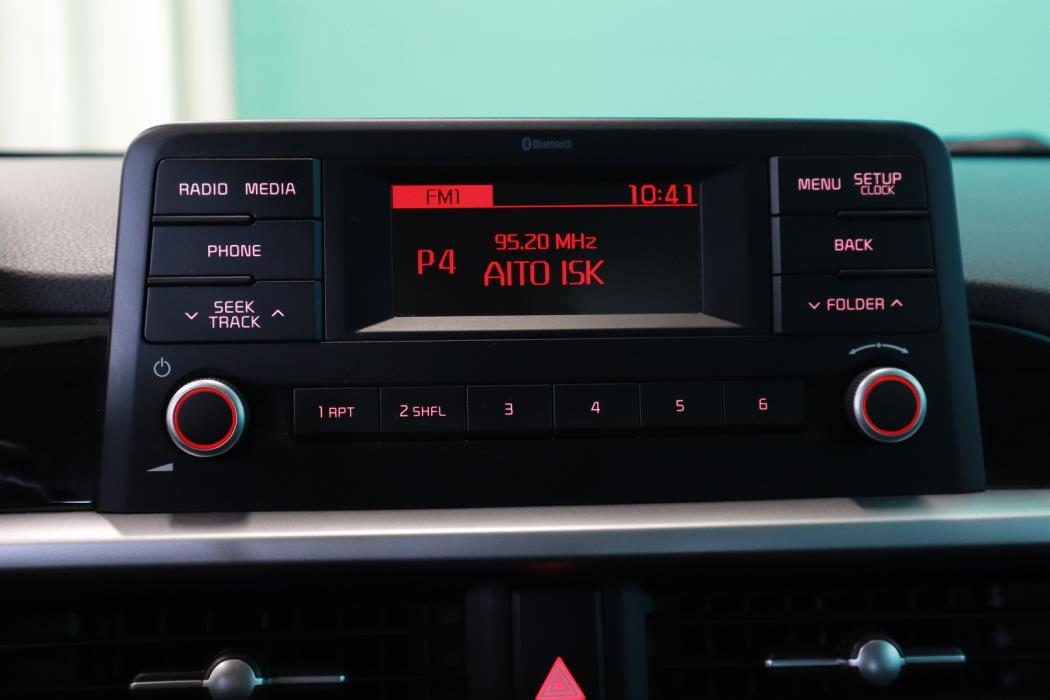 Bluetooth
RADIO MEDIA
PHONE
SEEK
TRACK
FM1 10:41
95.20 MHz
P4
AITO ISK
MENU SETUP
CLOCK
BACK
FOLDER
1 RPT 2 SHFL 3 4 5 6